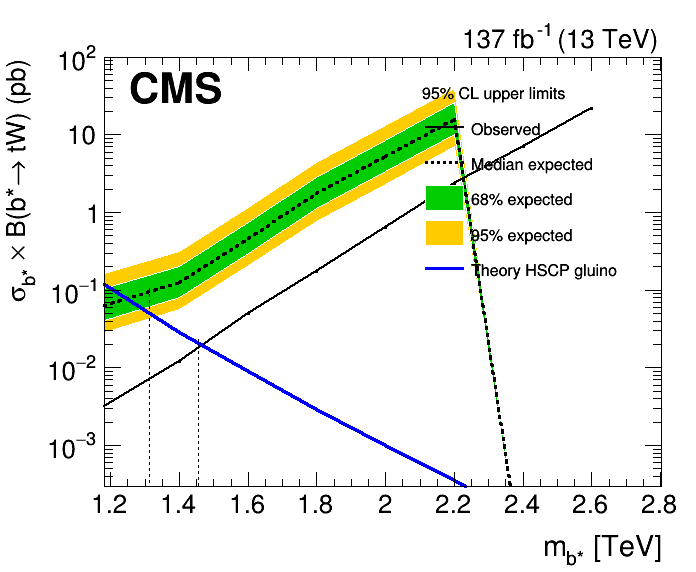 137 fb⁻¹ (13 TeV)
CMS
95% CL upper limits
Observed
Median expected
68% expected
95% expected
Theory HSCP gluino
σ_b* × B(b* → tW) (pb)
10²
10
1
10⁻¹
10⁻²
10⁻³
1.2 1.4 1.6 1.8 2 2.2 2.4 2.6 2.8
m_b* [TeV]